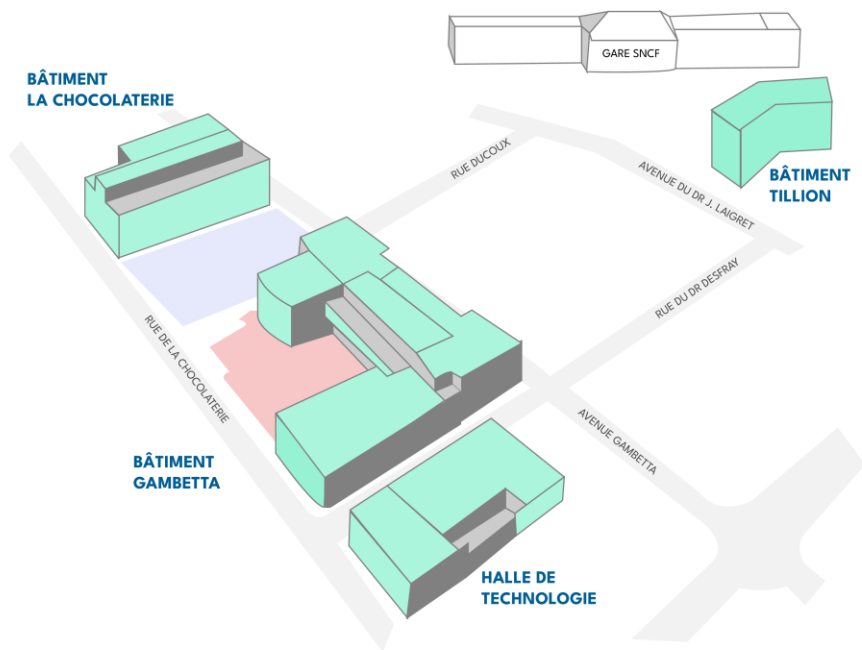 GARE SNCF
BÂTIMENT
LA CHOCOLATERIE
RUE DUCOUX
AVENUE DU DR J. LAIGRET
BÂTIMENT
TILLION
RUE DU DR DESFRAY
RUE DE LA CHOCOLATERIE
AVENUE GAMBETTA
BÂTIMENT
GAMBETTA
HALLE DE
TECHNOLOGIE